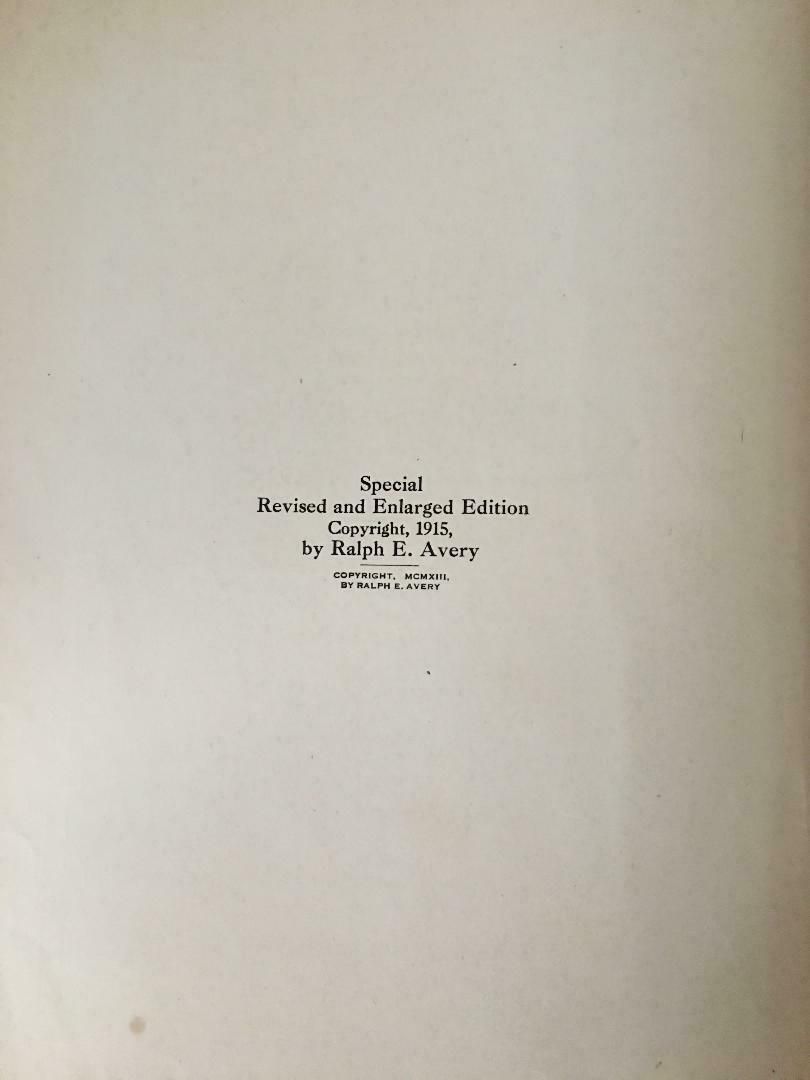 Special
Revised and Enlarged Edition
Copyright, 1915,
by Ralph E. Avery
COPYRIGHT, MCMXIII,
BY RALPH E. AVERY